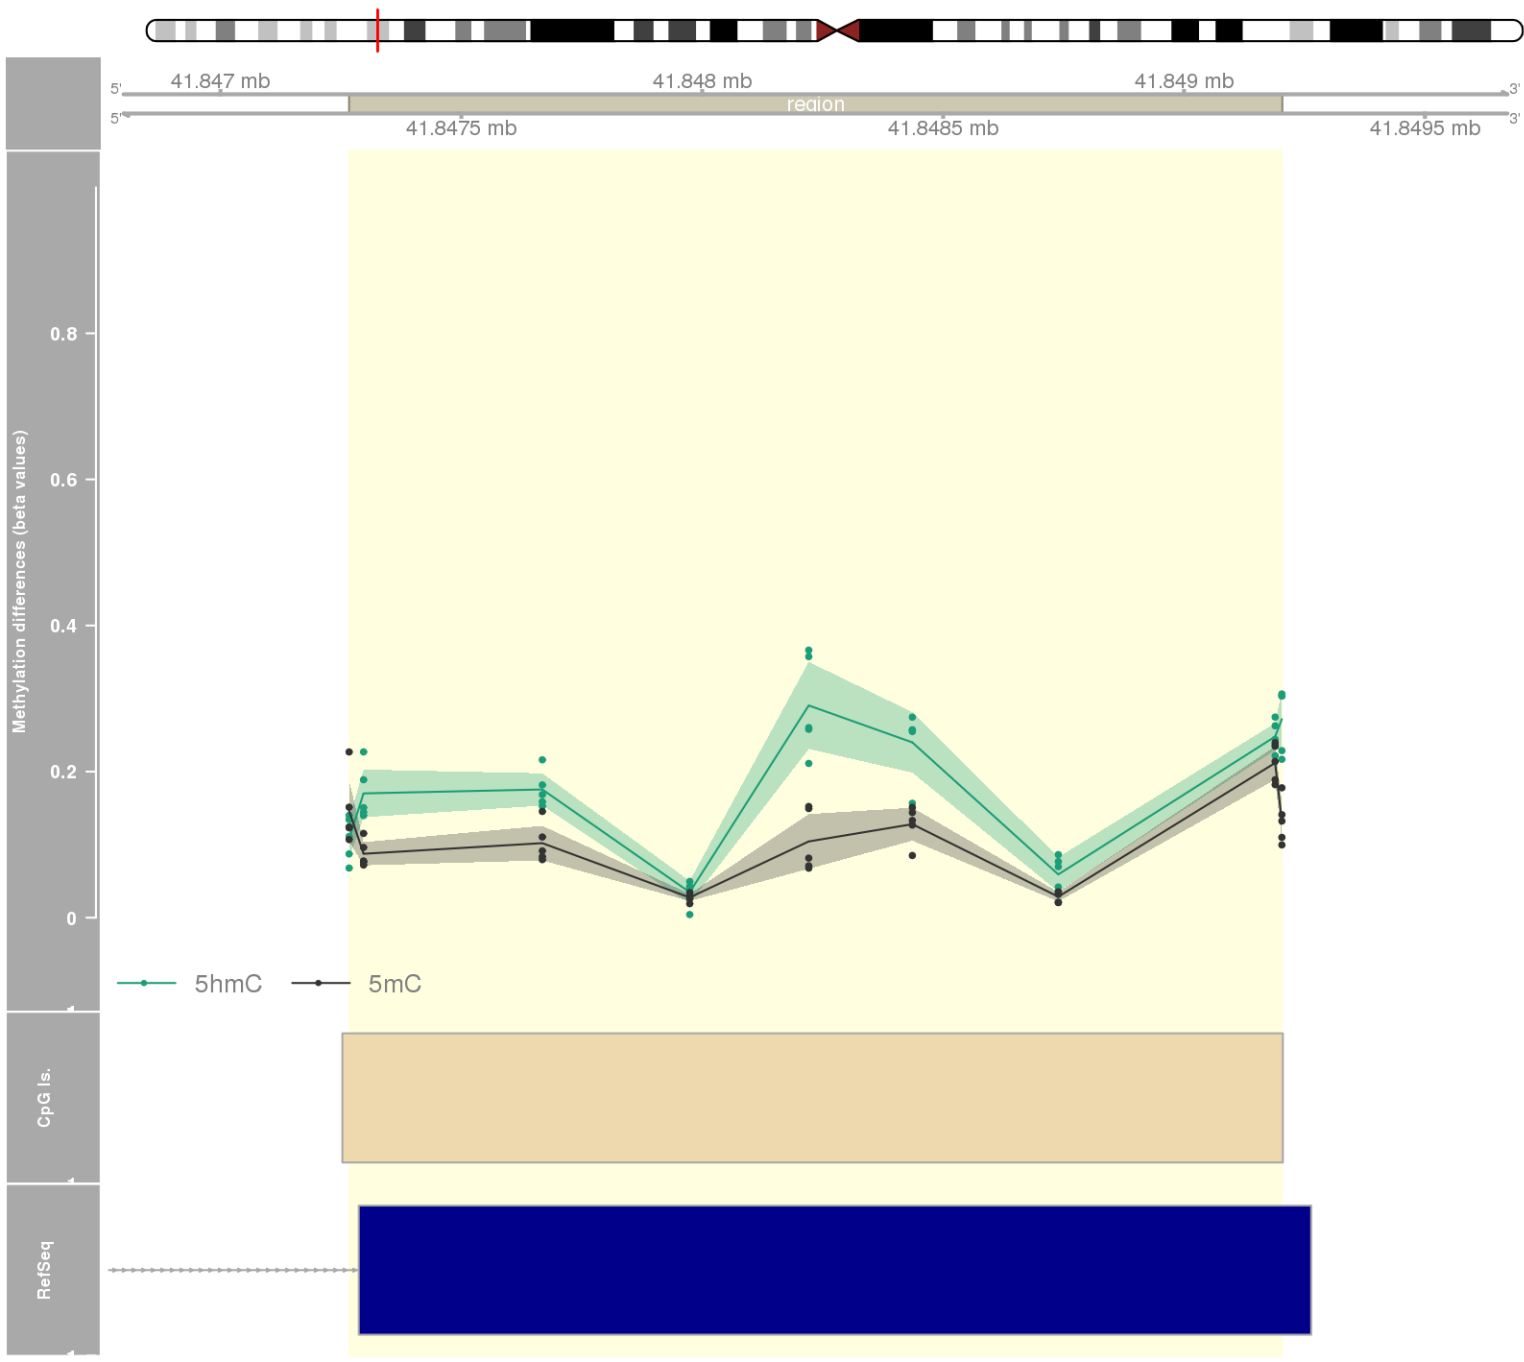 41.847 mb 41.848 mb 41.849 mb
5' 3'
region
5' 3'
41.8475 mb 41.8485 mb 41.8495 mb
Methylation differences (beta values)
0.8
0.6
0.4
0.2
0
5hmC 5mC
CpG Is.
RefSeq